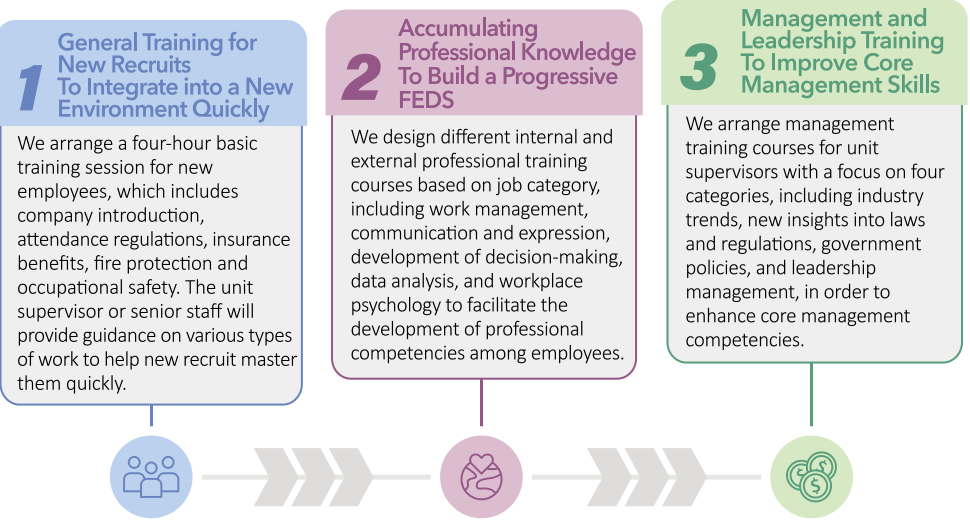 1
General Training for
New Recruits
To Integrate into a New
Environment Quickly
We arrange a four-hour basic
training session for new
employees, which includes
company introduction,
attendance regulations, insurance
benefits, fire protection and
occupational safety. The unit
supervisor or senior staff will
provide guidance on various types
of work to help new recruit master
them quickly.
2
Accumulating
Professional Knowledge
To Build a Progressive
FEDS
We design different internal and
external professional training
courses based on job category,
including work management,
communication and expression,
development of decision-making,
data analysis, and workplace
psychology to facilitate the
development of professional
competencies among employees.
3
Management and
Leadership Training
To Improve Core
Management Skills
We arrange management
training courses for unit
supervisors with a focus on four
categories, including industry
trends, new insights into laws
and regulations, government
policies, and leadership
management, in order to
enhance core management
competencies.